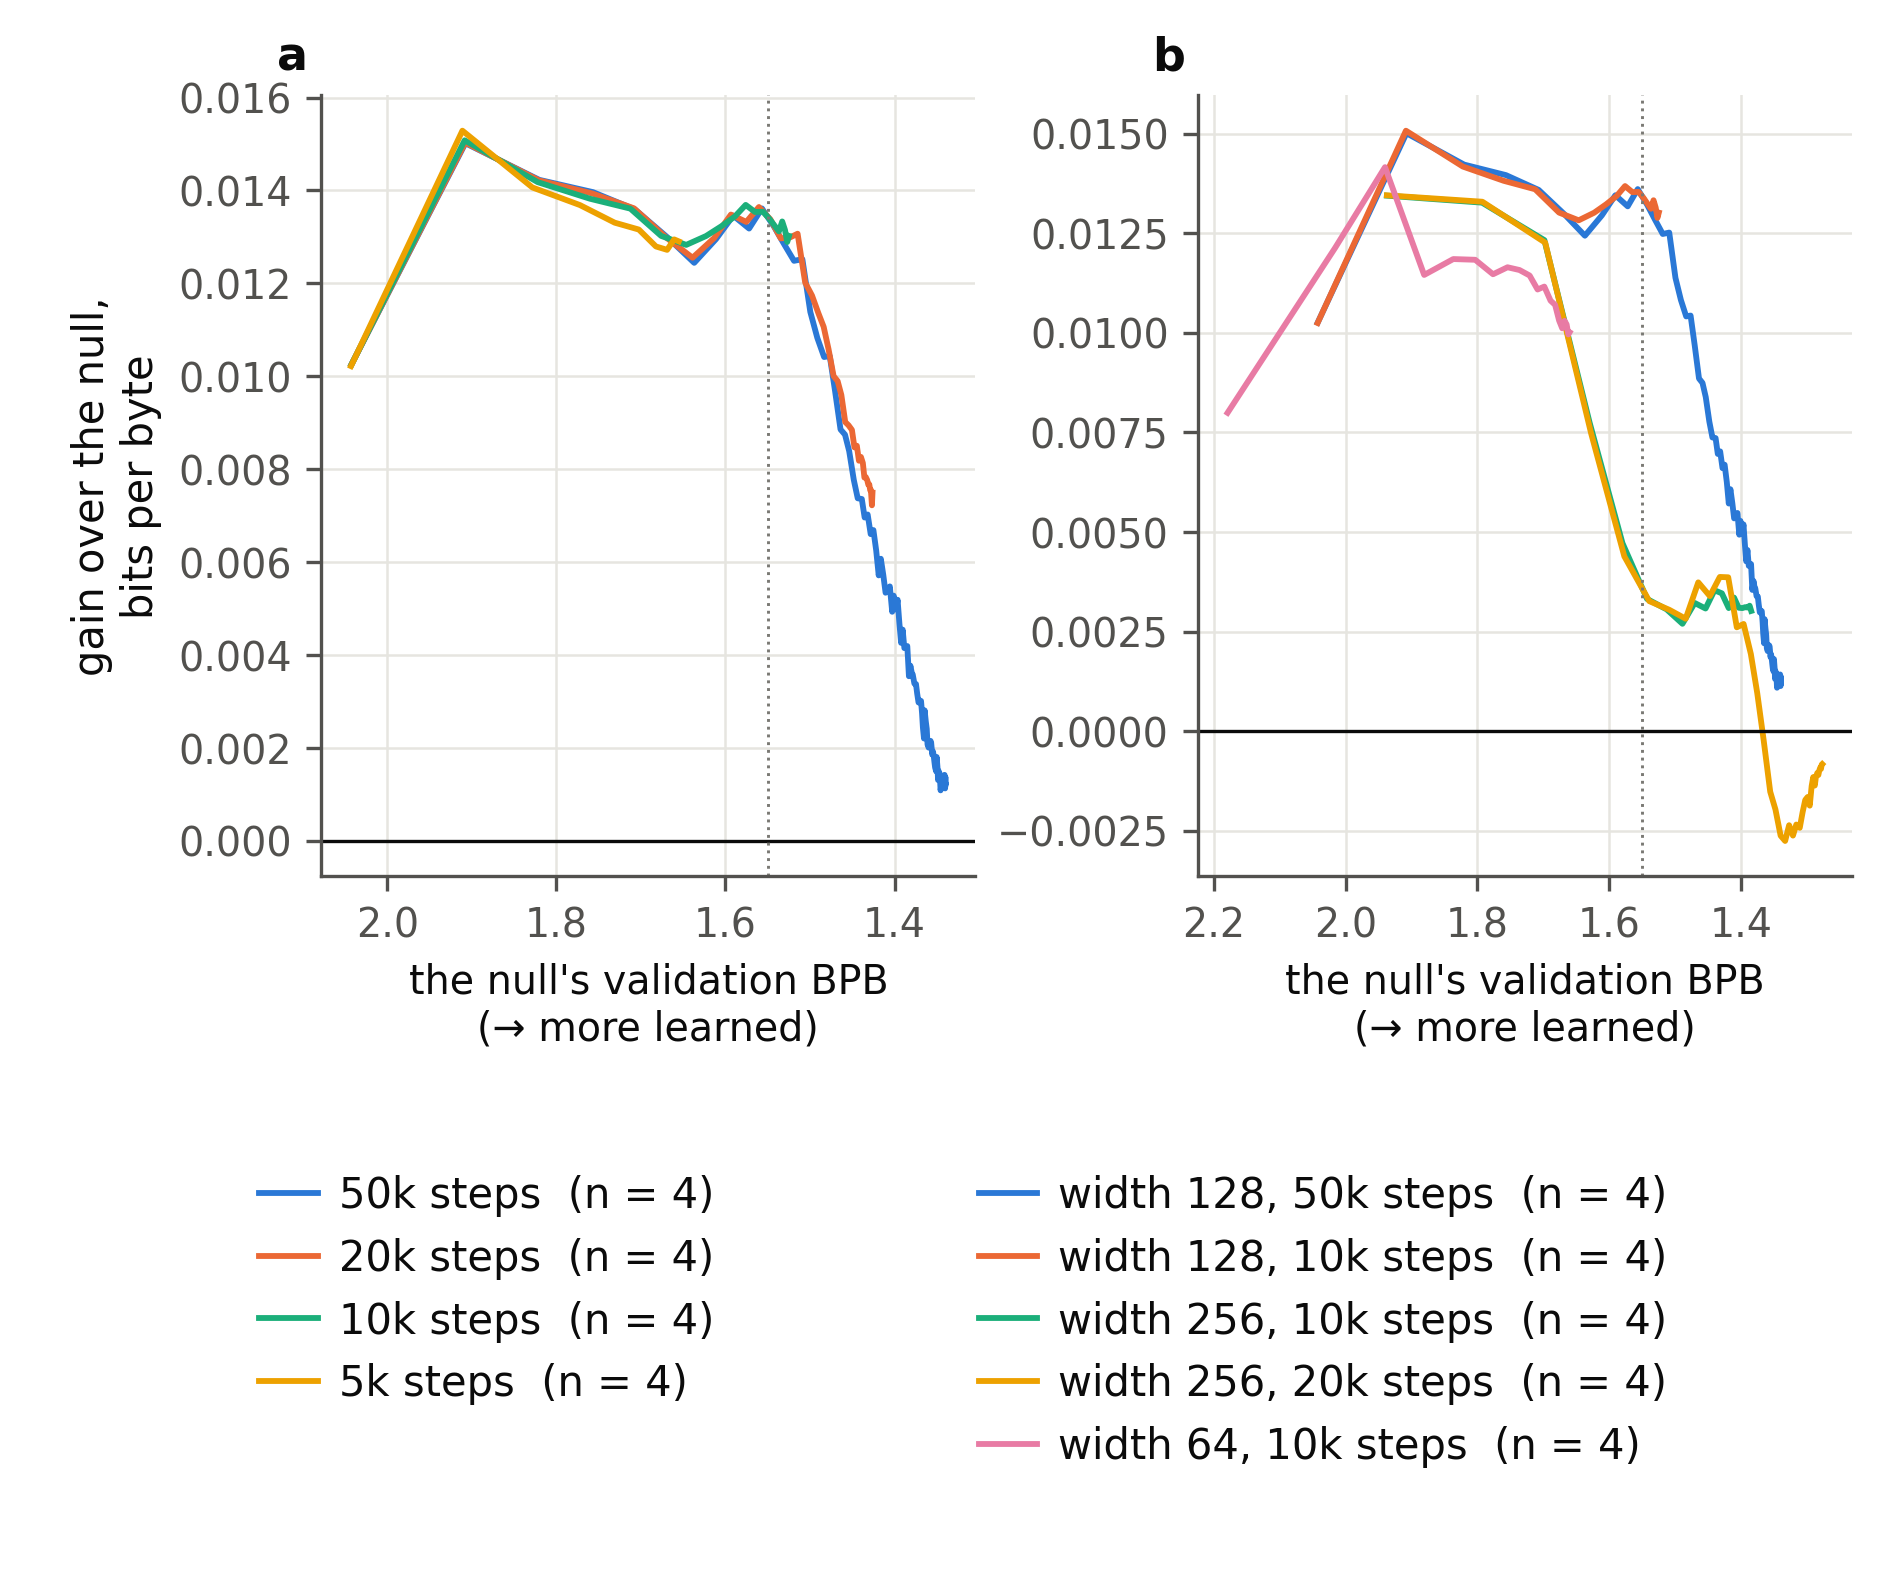 a
0.016
0.014
0.012
0.010
0.008
0.006
0.004
0.002
0.000
gain over the null,
bits per byte
2.0 1.8 1.6 1.4
the null's validation BPB
(→ more learned)
b
0.0150
0.0125
0.0100
0.0075
0.0050
0.0025
0.0000
−0.0025
2.2 2.0 1.8 1.6 1.4
the null's validation BPB
(→ more learned)
50k steps (n = 4)
20k steps (n = 4)
10k steps (n = 4)
5k steps (n = 4)
width 128, 50k steps (n = 4)
width 128, 10k steps (n = 4)
width 256, 10k steps (n = 4)
width 256, 20k steps (n = 4)
width 64, 10k steps (n = 4)